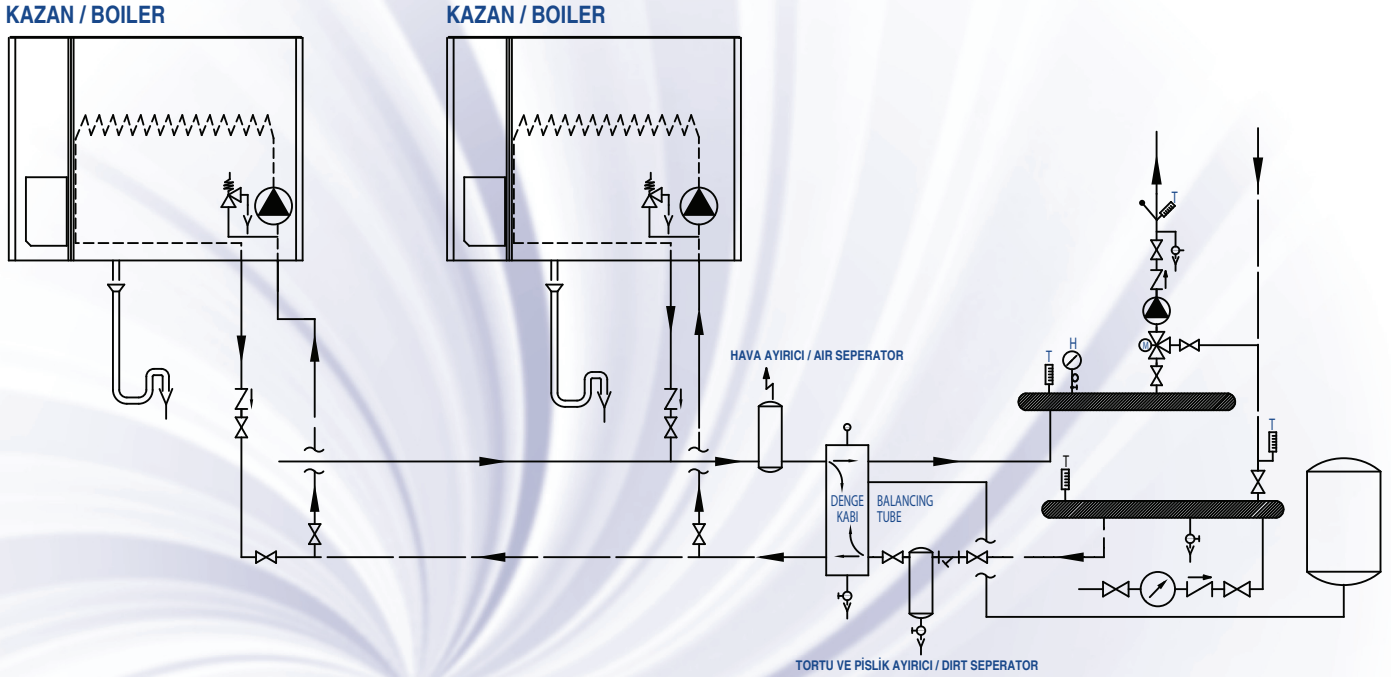 KAZAN / BOILER
KAZAN / BOILER
T
HAVA AYIRICI / AIR SEPERATOR
T
H
M
T
T
DENGE
KABI
BALANCING
TUBE
TORTU VE PİSLİK AYIRICI / DIRT SEPERATOR